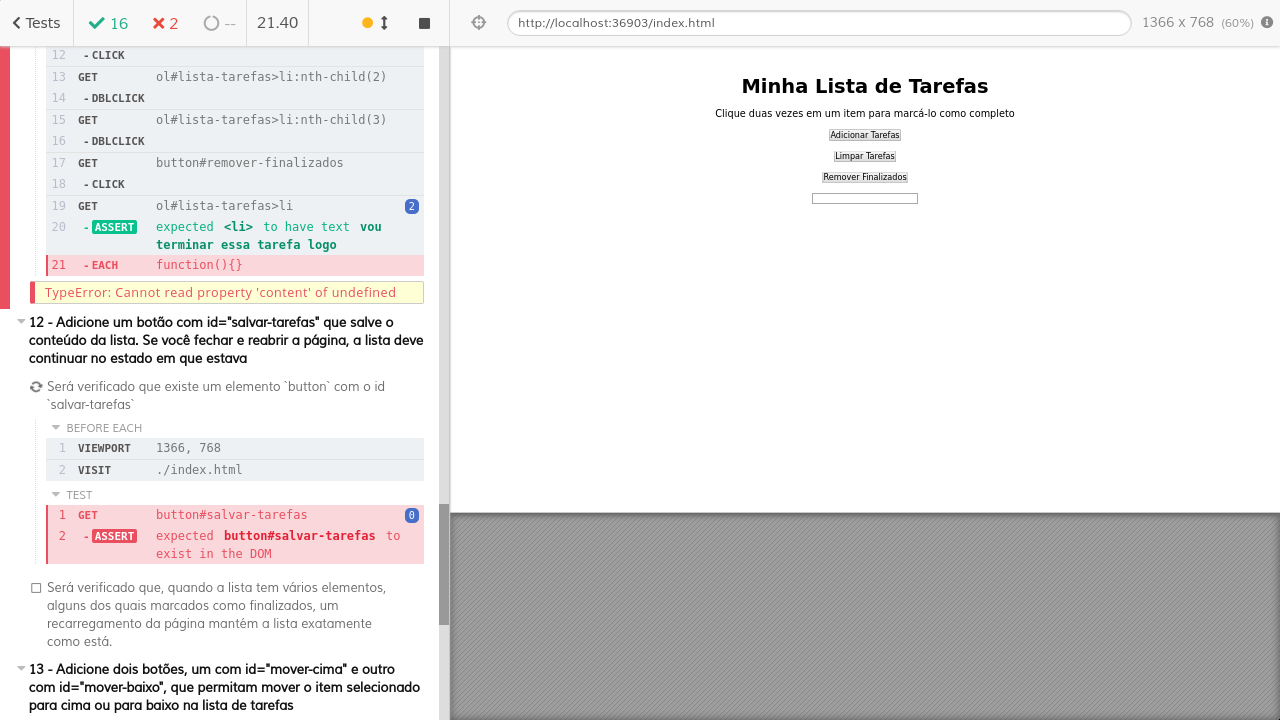 Tests 16 2 -- 21.40 http://localhost:36903/index.html 1366 x 768 (60%)
12 - CLICK
13 GET ol#lista-tarefas>li:nth-child(2)
14 - DBLCLICK
15 GET ol#lista-tarefas>li:nth-child(3)
16 - DBLCLICK
17 GET button#remover-finalizados
18 - CLICK
19 GET ol#lista-tarefas>li 2
20 - ASSERT expected <li> to have text vou
terminar essa tarefa logo
21 - EACH function(){}
TypeError: Cannot read property 'content' of undefined
12 - Adicione um botão com id="salvar-tarefas" que salve o
conteúdo da lista. Se você fechar e reabrir a página, a lista deve
continuar no estado em que estava
Será verificado que existe um elemento `button` com o id
`salvar-tarefas`
BEFORE EACH
1 VIEWPORT 1366, 768
2 VISIT ./index.html
TEST
1 GET button#salvar-tarefas 0
2 - ASSERT expected button#salvar-tarefas to
exist in the DOM
Será verificado que, quando a lista tem vários elementos,
alguns dos quais marcados como finalizados, um
recarregamento da página mantém a lista exatamente
como está.
13 - Adicione dois botões, um com id="mover-cima" e outro
com id="mover-baixo", que permitam mover o item selecionado
para cima ou para baixo na lista de tarefas
Minha Lista de Tarefas
Clique duas vezes em um item para marcá-lo como completo
Adicionar Tarefas
Limpar Tarefas
Remover Finalizados